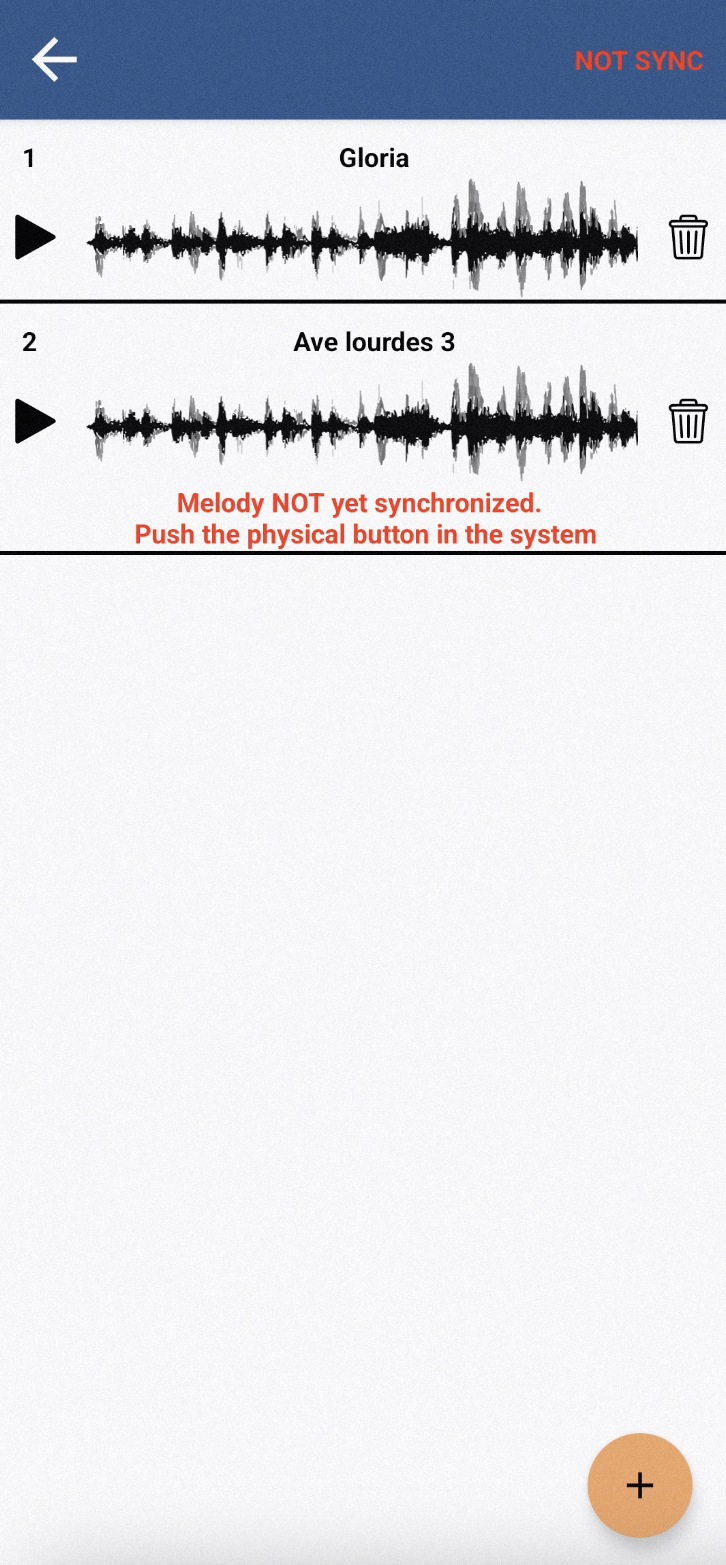 NOT SYNC
1
Gloria
2
Ave lourdes 3
Melody NOT yet synchronized.
Push the physical button in the system
+